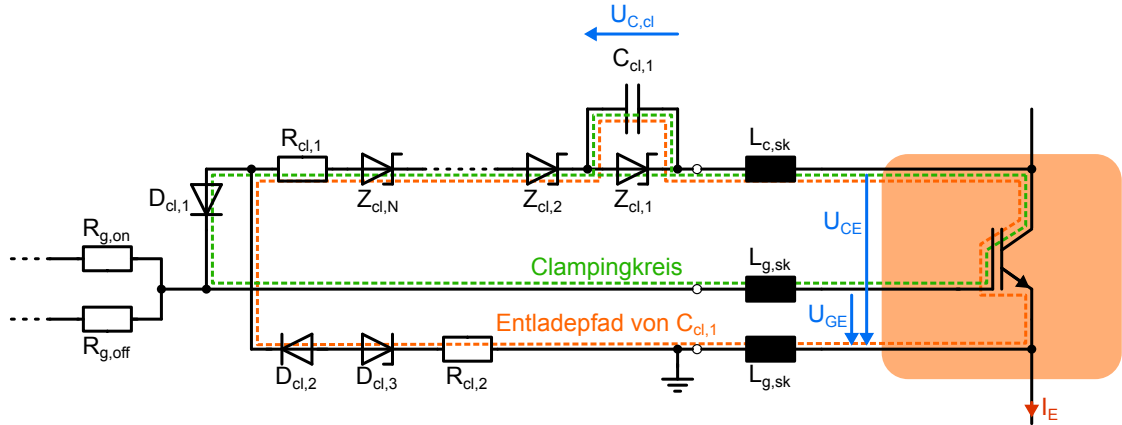 U_C,cl
C_cl,1
R_cl,1
L_c,sk
Z_cl,N
Z_cl,2
Z_cl,1
D_cl,1
U_CE
R_g,on
Clampingkreis
L_g,sk
U_GE
Entladepfad von C_cl,1
R_g,off
D_cl,2
D_cl,3
R_cl,2
L_g,sk
I_E